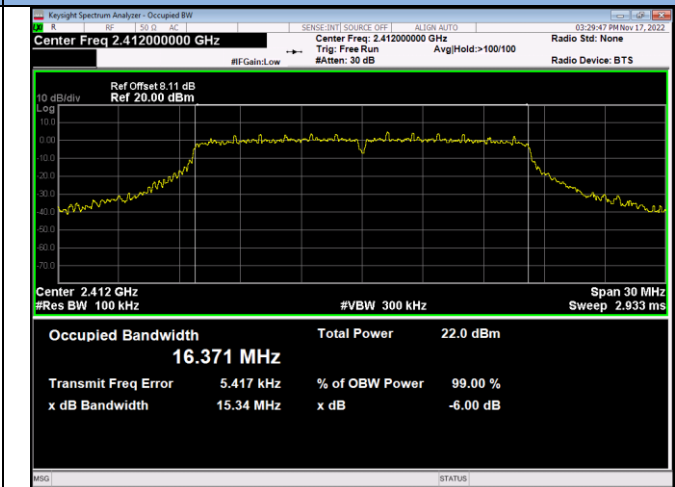 Keysight Spectrum Analyzer - Occupied BW
R RF 50 Ω AC SENSE:INT SOURCE OFF ALIGN AUTO 03:29:47 PM Nov 17, 2022
Center Freq 2.412000000 GHz Center Freq: 2.412000000 GHz Radio Std: None
Trig: Free Run Avg|Hold:>100/100
#IFGain:Low #Atten: 30 dB Radio Device: BTS
Ref Offset 8.11 dB
10 dB/div Ref 20.00 dBm
Log
10.0
0.00
-10.0
-20.0
-30.0
-40.0
-50.0
-60.0
-70.0
Center 2.412 GHz Span 30 MHz
#Res BW 100 kHz #VBW 300 kHz Sweep 2.933 ms
Occupied Bandwidth Total Power 22.0 dBm
16.371 MHz
Transmit Freq Error 5.417 kHz % of OBW Power 99.00 %
x dB Bandwidth 15.34 MHz x dB -6.00 dB
MSG STATUS